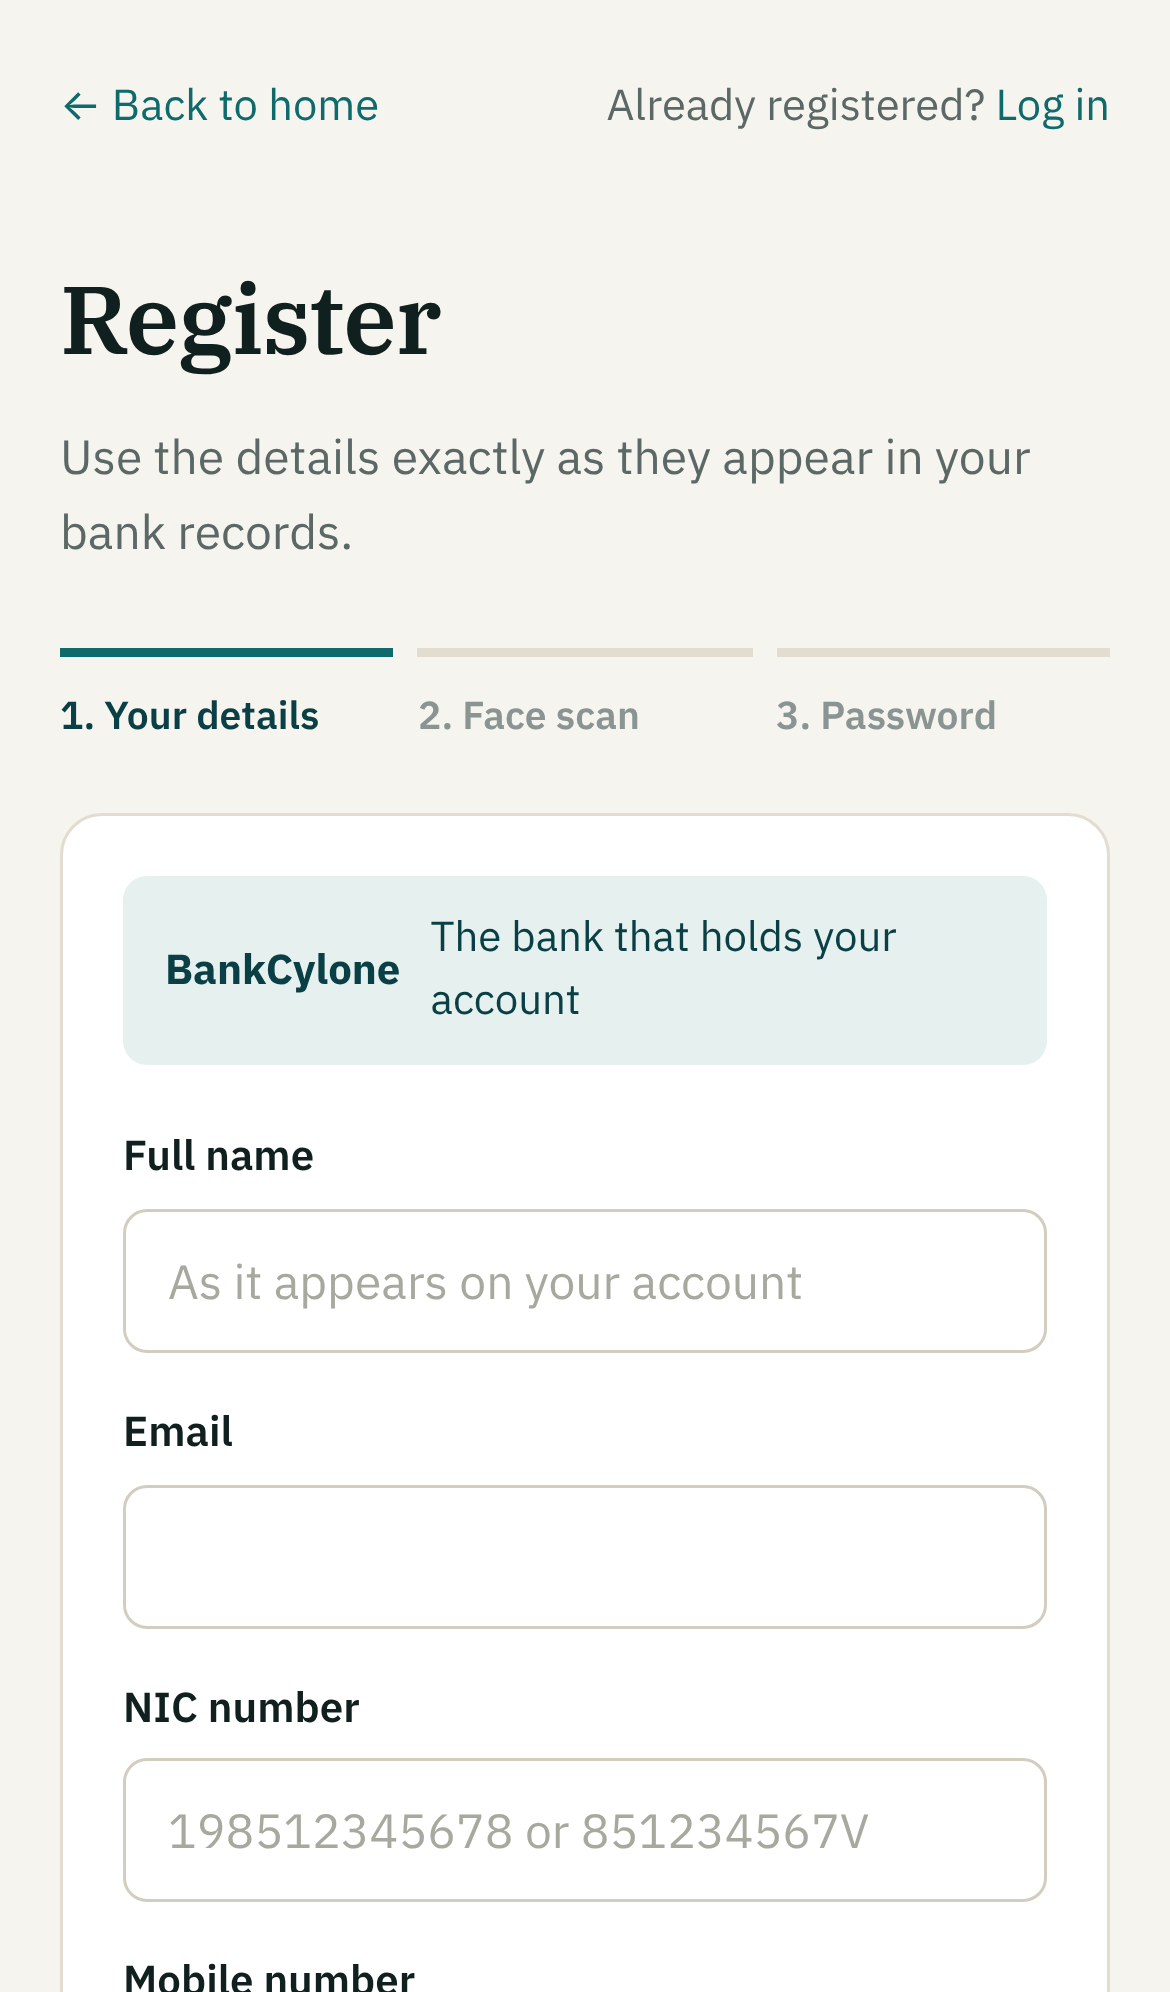 ← Back to home
Already registered? Log in
Register
Use the details exactly as they appear in your
bank records.
1. Your details
2. Face scan
3. Password
BankCylone
The bank that holds your
account
Full name
As it appears on your account
Email
NIC number
198512345678 or 851234567V
Mobile number